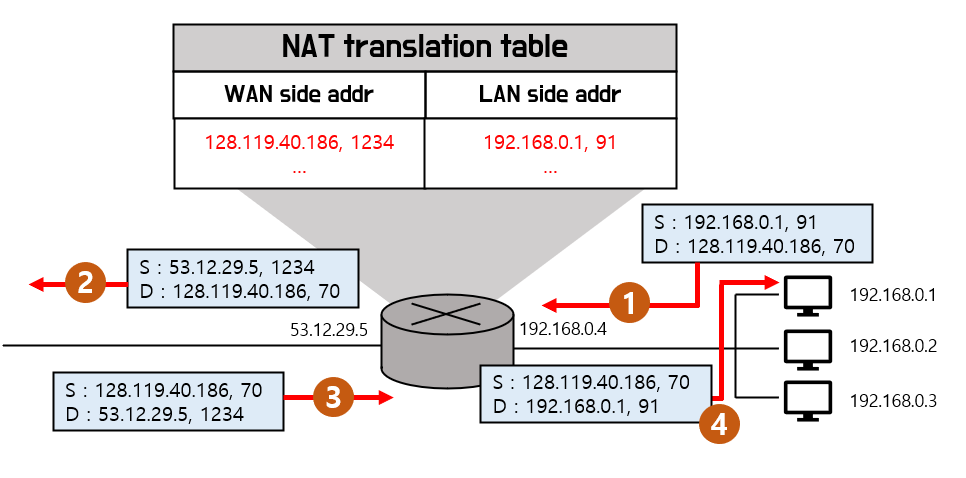 NAT translation table
WAN side addr
LAN side addr
128.119.40.186, 1234
192.168.0.1, 91
...
...
S : 192.168.0.1, 91
D : 128.119.40.186, 70
S : 53.12.29.5, 1234
D : 128.119.40.186, 70
2
1
192.168.0.1
53.12.29.5
192.168.0.4
192.168.0.2
S : 128.119.40.186, 70
D : 53.12.29.5, 1234
3
S : 128.119.40.186, 70
D : 192.168.0.1, 91
4
192.168.0.3